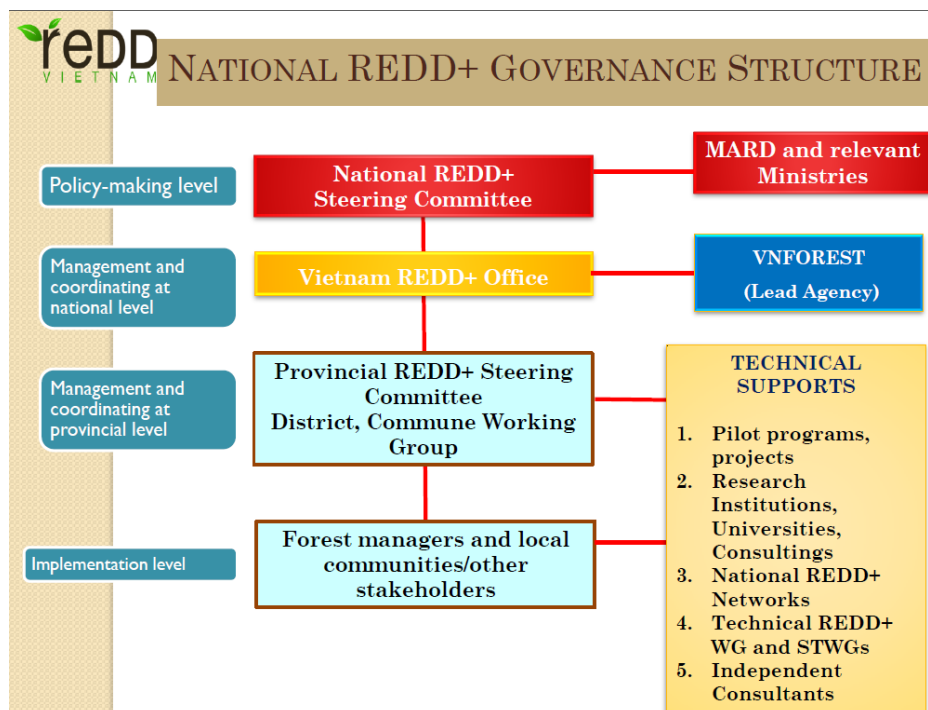 reDD
VIETNAM
NATIONAL REDD+ GOVERNANCE STRUCTURE
Policy-making level
National REDD+
Steering Committee
MARD and relevant
Ministries
Management and
coordinating at
national level
Vietnam REDD+ Office
VNFOREST
(Lead Agency)
Management and
coordinating at
provincial level
Provincial REDD+ Steering
Committee
District, Commune Working
Group
Implementation level
Forest managers and local
communities/other
stakeholders
TECHNICAL
SUPPORTS
1. Pilot programs,
projects
2. Research
Institutions,
Universities,
Consultings
3. National REDD+
Networks
4. Technical REDD+
WG and STWGs
5. Independent
Consultants